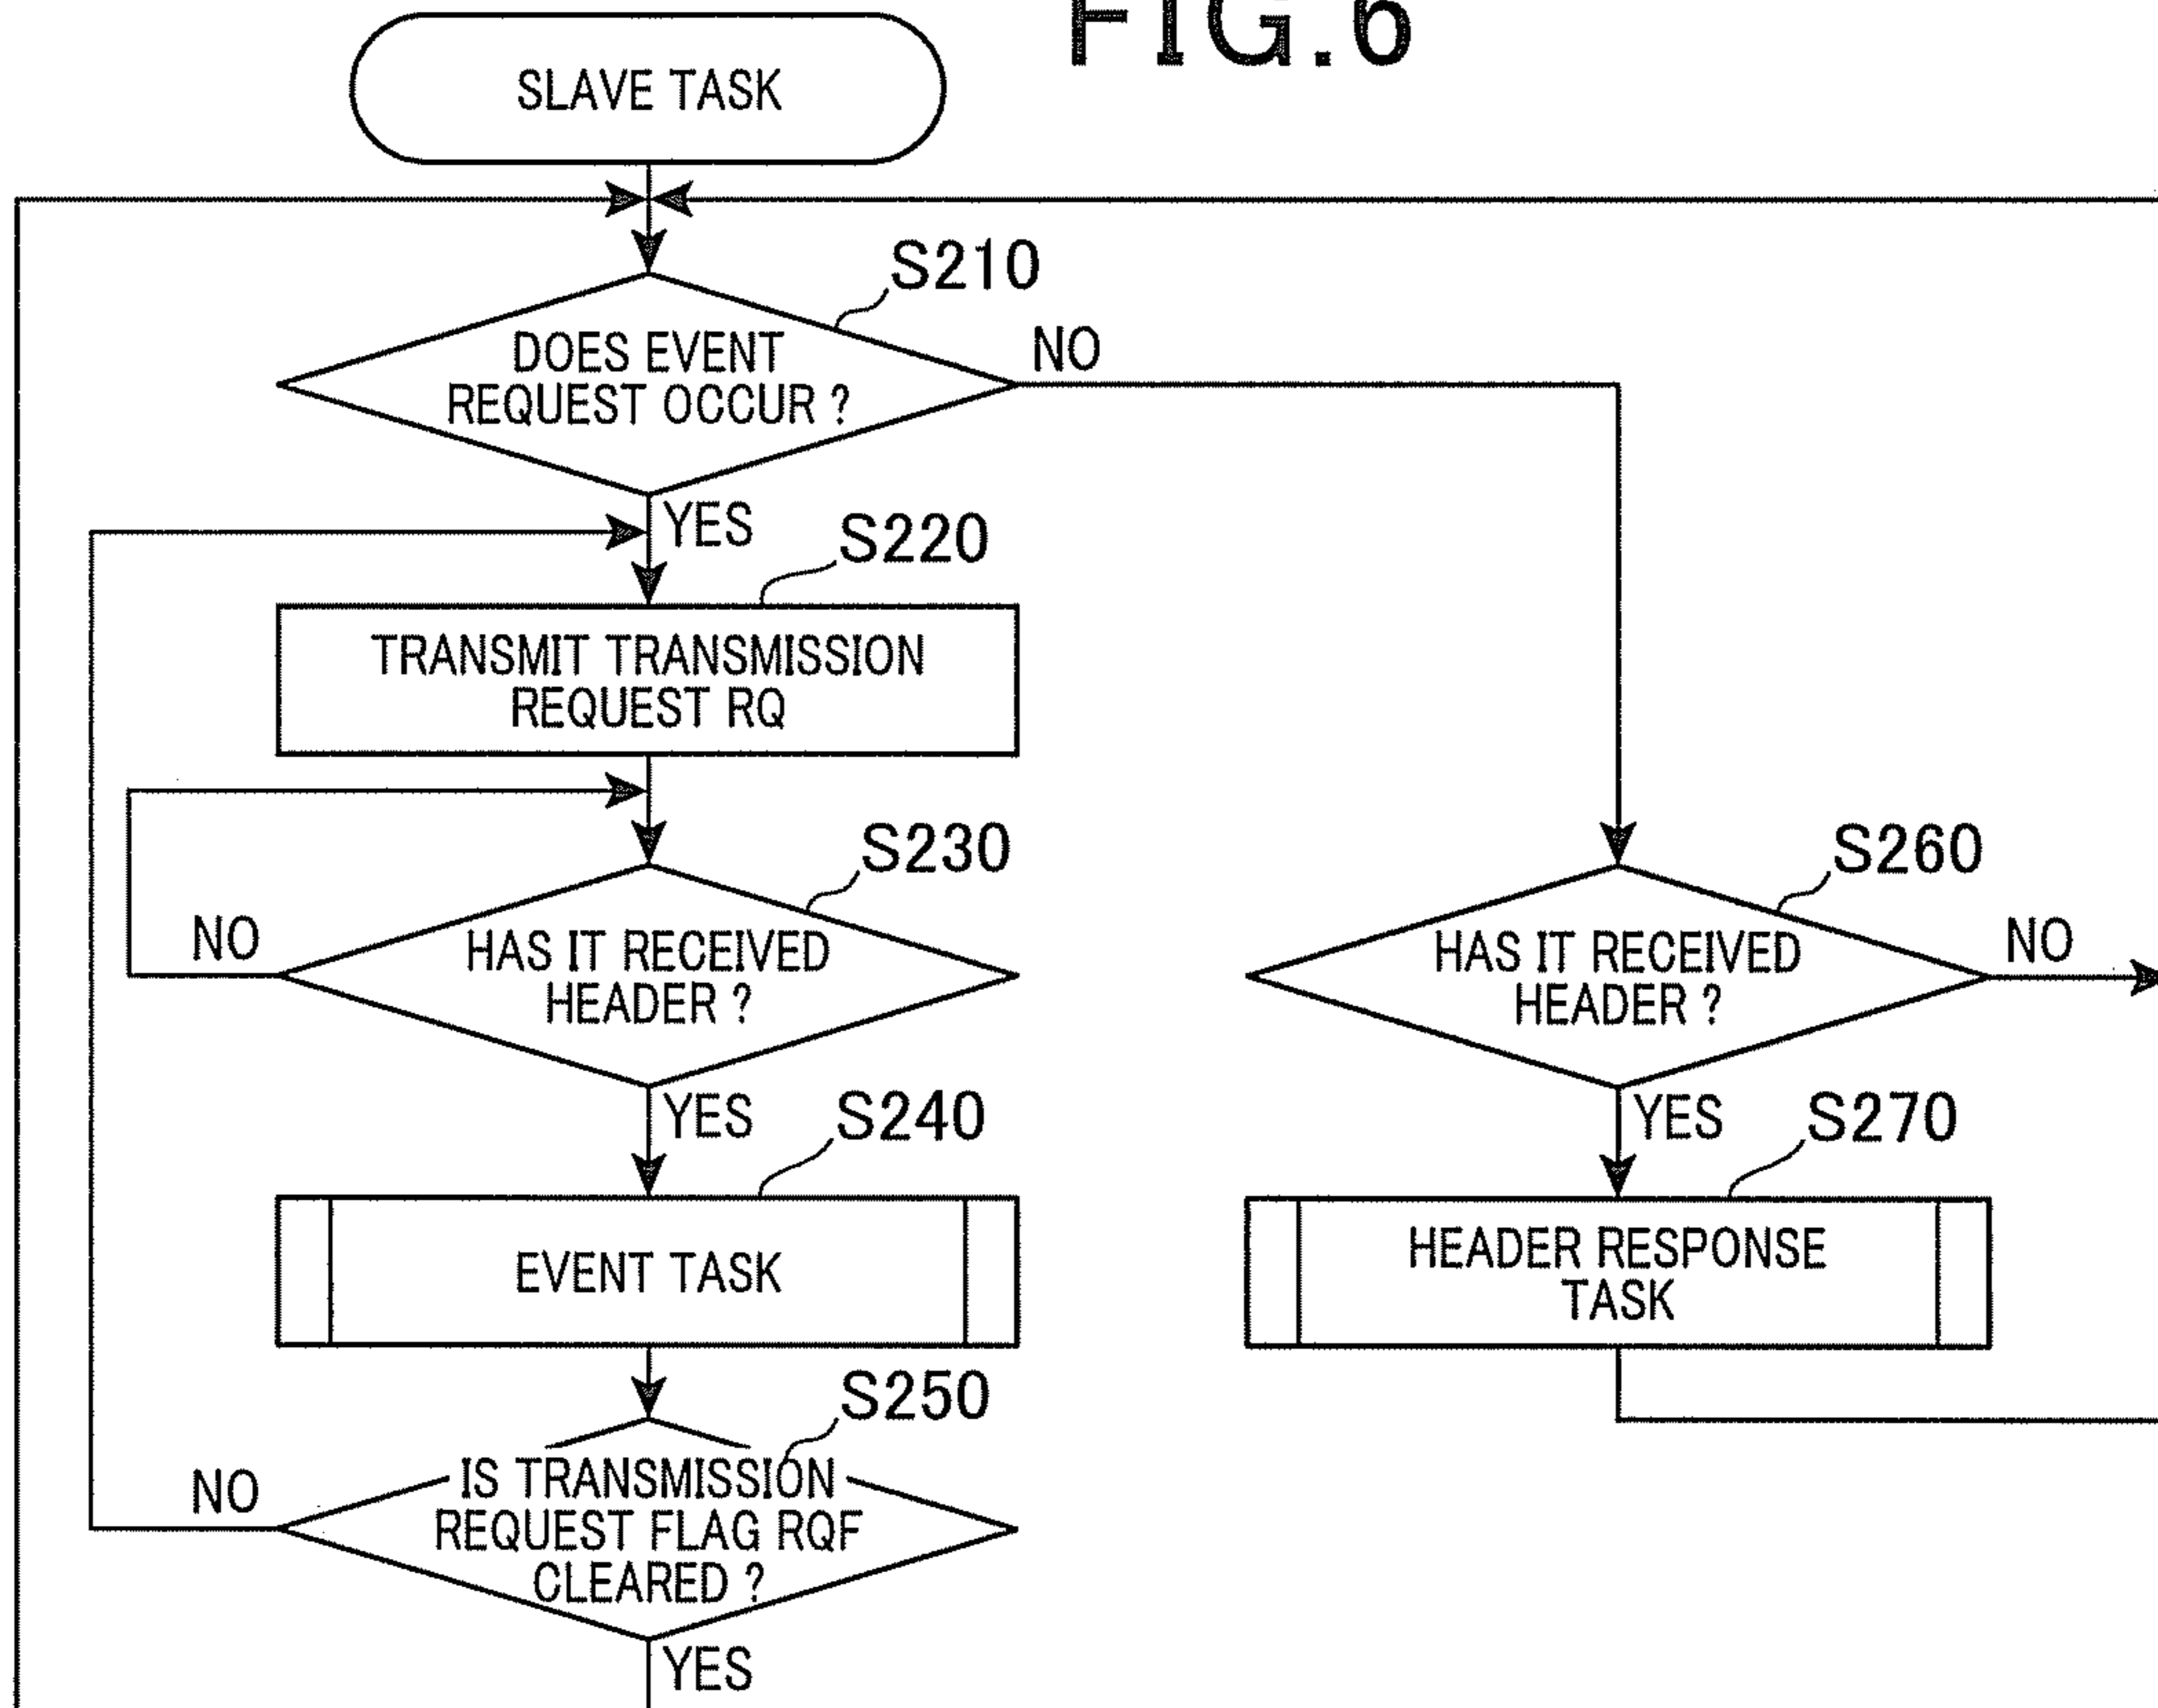 FIG.6
SLAVE TASK
S210
DOES EVENT
REQUEST OCCUR ?
NO
YES
S220
TRANSMIT TRANSMISSION
REQUEST RQ
S230
HAS IT RECEIVED
HEADER ?
NO
YES
S260
HAS IT RECEIVED
HEADER ?
NO
YES
S240
EVENT TASK
S270
HEADER RESPONSE
TASK
S250
IS TRANSMISSION
REQUEST FLAG RQF
CLEARED ?
NO
YES